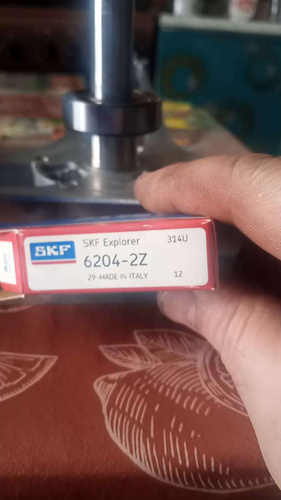 SKF Explorer 314U
SKF 6204-2Z
29-MADE IN ITALY 12